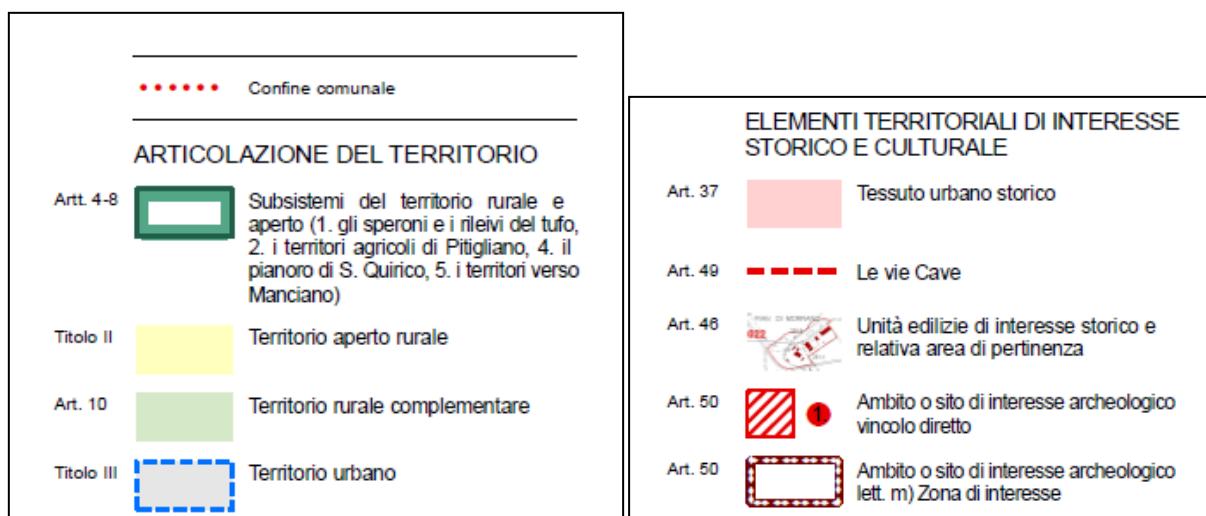 Confine comunale
ARTICOLAZIONE DEL TERRITORIO
Artt. 4-8
Subsistemi del territorio rurale e
aperto (1. gli speroni e i rileivi del tufo,
2. i territori agricoli di Pitigliano, 4. il
pianoro di S. Quirico, 5. i territori verso
Manciano)
Titolo II
Territorio aperto rurale
Art. 10
Territorio rurale complementare
Titolo III
Territorio urbano
ELEMENTI TERRITORIALI DI INTERESSE
STORICO E CULTURALE
Art. 37
Tessuto urbano storico
Art. 49
Le vie Cave
Art. 46
022
Unità edilizie di interesse storico e
relativa area di pertinenza
Art. 50
1
Ambito o sito di interesse archeologico
vincolo diretto
Art. 50
Ambito o sito di interesse archeologico
lett. m) Zona di interesse